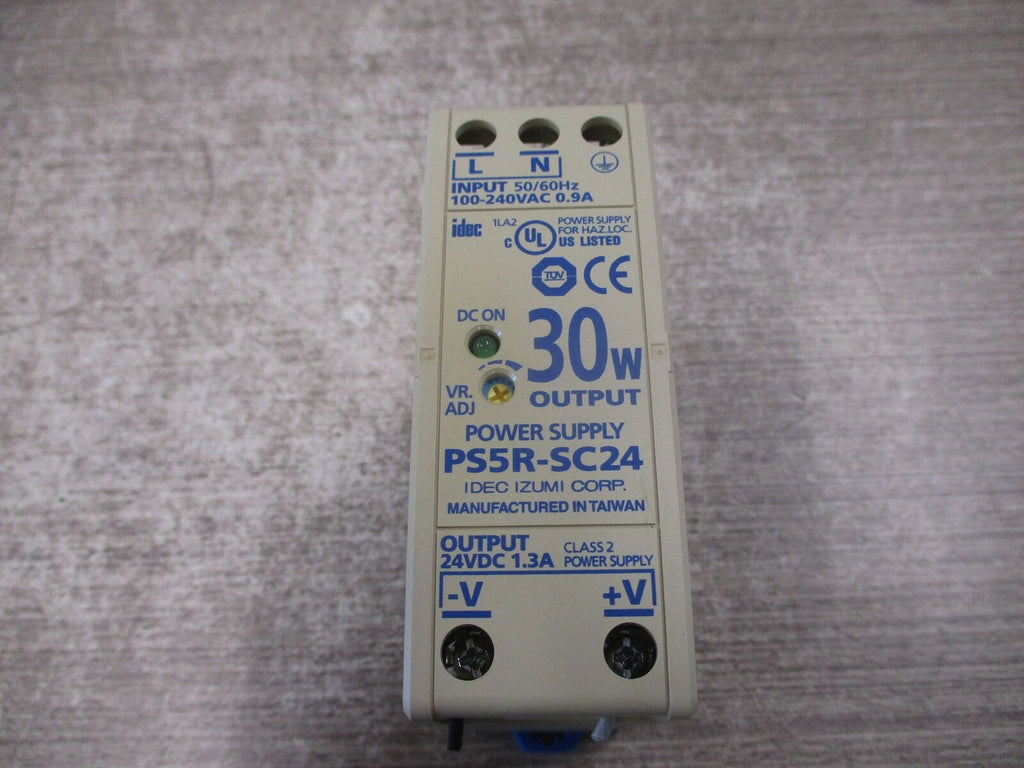 L N
INPUT 50/60Hz
100-240VAC 0.9A
idec 1LA2 C UL US LISTED
POWER SUPPLY
FOR HAZ.LOC.
TÜV CE
DC ON
30W
VR.
ADJ
OUTPUT
POWER SUPPLY
PS5R-SC24
IDEC IZUMI CORP.
MANUFACTURED IN TAIWAN
OUTPUT
24VDC 1.3A
CLASS 2
POWER SUPPLY
-V +V